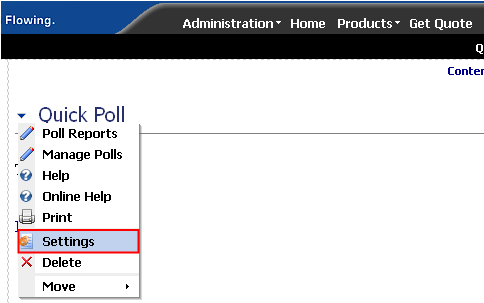 Flowing.
Administration Home Products Get Quote
Q
Conten
Quick Poll
Poll Reports
Manage Polls
Help
Online Help
Print
Settings
Delete
Move